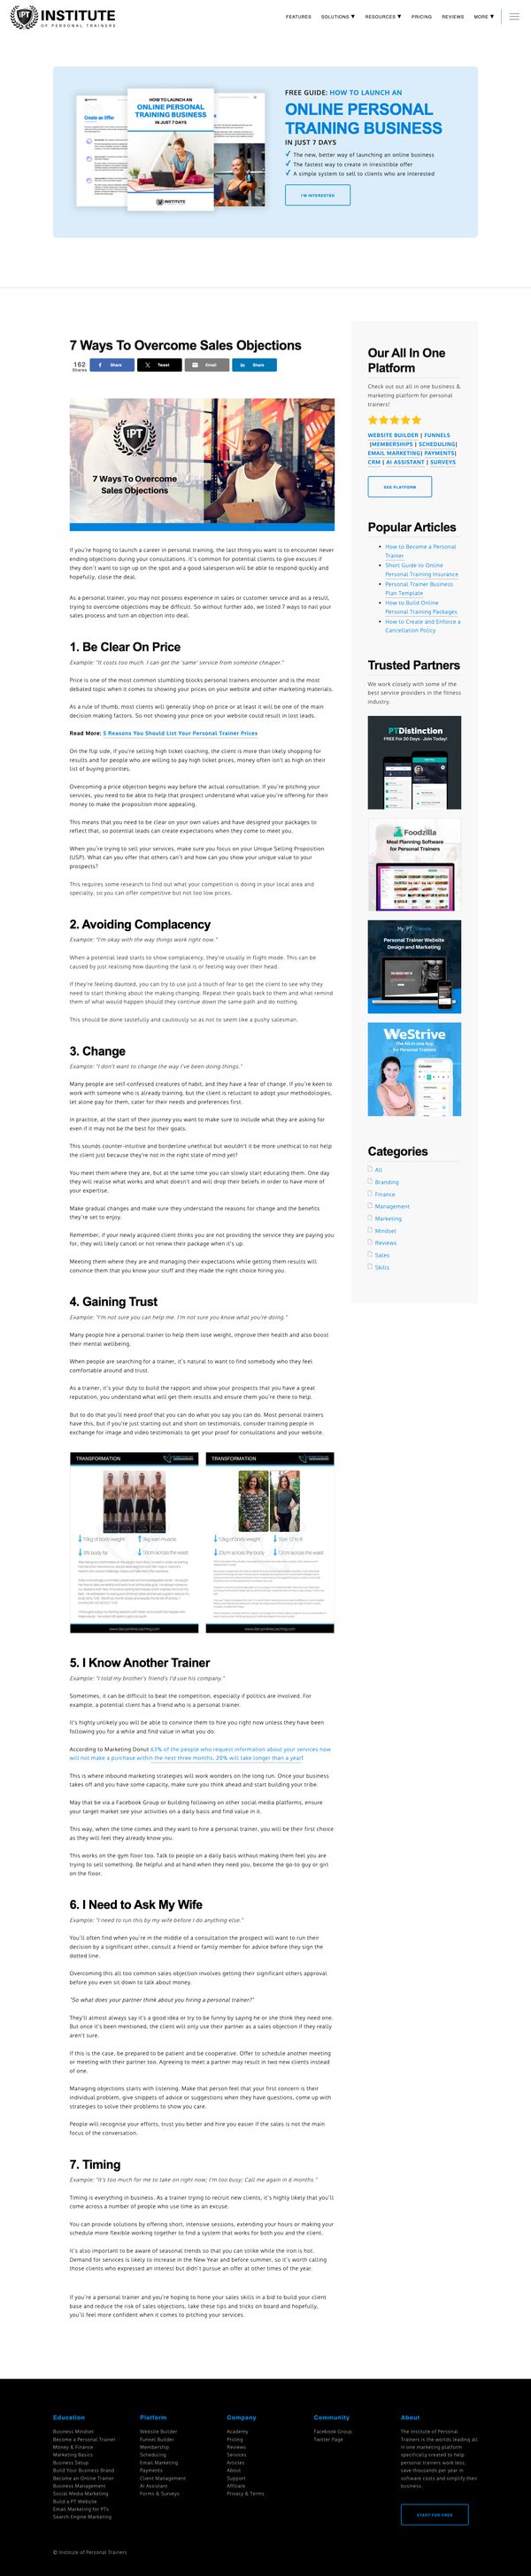 INSTITUTE
OF PERSONAL TRAINERS
FEATURES
SOLUTIONS ▼
RESOURCES ▼
PRICING
REVIEWS
MORE ▼
Create an Offer
HOW TO LAUNCH AN
ONLINE PERSONAL
TRAINING BUSINESS
IN JUST 7 DAYS
INSTITUTE
FREE GUIDE: HOW TO LAUNCH AN
ONLINE PERSONAL
TRAINING BUSINESS
IN JUST 7 DAYS
The new, better way of launching an online business
The fastest way to create in irresistible offer
A simple system to sell to clients who are interested
I'M INTERESTED
7 Ways To Overcome Sales Objections
162
Shares
Share
Tweet
Email
Share
IPT
7 Ways To Overcome
Sales Objections
If you're hoping to pursue a career in personal training, the last thing you want is to encounter never
ending objections during your consultations. It's common for potential clients to give excuses if
they don't want to get started with you straight away and you need to respond quickly and
hopefully, close the deal.
As a personal trainer, you may have no experience in sales or customer service and as a result,
trying to overcome objections may be difficult. So without further ado, we listed 7 ways to nail your
sales process and turn that objection into deal.
1. Be Clear On Price
Example: "It costs too much. I can get the 'same' service from someone cheaper."
Price is one of the most common stumbling blocks personal trainers encounter and is the most
debated topic when it comes to showing your prices on your website and other marketing materials.
As a rule of thumb, most clients will generally shop on price or at least it will be one of the main
decision making factors. So not showing your price on your website could result in lost leads.
Read More: 5 Reasons You Should List Your Personal Trainer Prices
On the flip side, if you're selling high ticket coaching, the client is more than likely shopping for
results and for people who are willing to pay high ticket prices, money often isn't as high on their
list of buying priorities.
Overcoming a price objection begins way before the actual consultation. If you're pitching your
services, you need to be able to help that prospect understand what value you're offering for their
money to make the proposition more appealing.
This means that you need to be clear on your own values and have designed your packages to
reflect that, so potential leads can create expectations when they come to meet you.
When you're trying to sell your services, make sure you focus on your Unique Selling Proposition
(USP). What can you offer that others can't and how can you show your unique value to your
prospects?
This requires some research to find out what your competition is doing in your local area and
specialty, so you can offer competitive but not too low prices.
2. Avoiding Complacency
Example: "I'm okay with the way things work right now."
When a potential lead starts to show complacency, they're usually in flight mode. This can be
caused by just realising how daunting the task is or feeling way over their head.
If they're feeling daunted, you can try to use just a touch of fear to get the client to see why they
need to start thinking about the making changing. Repeat their goals back to them and what remind
them of what would happen should they continue down the same path and do nothing.
This should be done tastefully and cautiously so as not to seem like a pushy salesman.
3. Change
Example: "I don't want to change the way I've been doing things."
Many people are self-confessed creatures of habit, and they have a fear of change. If you're keen to
work with someone who is already training, but the client is reluctant to adopt your methodologies,
let alone pay for them, cater for their needs and preferences first.
In practice, at the start of their journey you want to make sure to include what they are asking for
even if it may not be the best for their goals.
This sounds counter-intuitive and borderline unethical but wouldn't it be more unethical to not help
the client just because they're not in the right state of mind yet?
You meet them where they are, but at the same time you can slowly start educating them. One day
they will realise what works and what doesn't and will drop their beliefs in order to have more of
your expertise.
Make gradual changes and make sure they understand the reasons for change and the benefits
they're set to enjoy.
Remember, if your newly acquired client thinks you are not providing the service they are paying you
for, they will likely cancel or not renew their package when it's up.
Meeting them where they are and managing their expectations while getting them results will
convince them that you know your stuff and they made the right choice hiring you.
4. Gaining Trust
Example: "I'm not sure you can help me. I'm not sure you know what you're doing."
Many people hire a personal trainer to help them lose weight, improve their health and also boost
their mental wellbeing.
When people are searching for a trainer, it's natural to want to find somebody who they feel
comfortable around and trust.
As a trainer, it's your duty to build the rapport and show your prospects that you have a great
reputation, you understand what will get them results and ensure them you're there to help.
But to do that you'll need proof that you can do what you say you can do. Most personal trainers
have this, but if you're just starting out and short on testimonials, consider training people in
exchange for image and video testimonials to get your proof for consultations and your website.
TRANSFORMATION
10kg of body weight
3kg lean muscle
8% body fat
10cm across the waist
TRANSFORMATION
12kg of body weight
Size 12 to 8
23cm across the body
12cm across the waist
5. I Know Another Trainer
Example: "I told my brother's friend's I'd use his company."
Sometimes, it can be difficult to beat the competition, especially if politics are involved. For
example, a potential client has a friend who is a personal trainer.
It's highly unlikely you will be able to convince them to hire you right now unless they have been
following you for a while and find value in what you do.
According to Marketing Donut 63% of the people who request information about your services now
will not make a purchase within the next three months, 20% will take longer than a year!
This is where inbound marketing strategies will work wonders on the long run. Once your business
takes off and you have some capacity, make sure you think ahead and start building your tribe.
May that be via a Facebook Group or building following on other social media platforms, ensure
your target market see your activities on a daily basis and find value in it.
This way, when the time comes and they want to hire a personal trainer, you will be their first choice
as they will feel they already know you.
This works on the gym floor too. Talk to people on a daily basis without making them feel you are
trying to sell something. Be helpful and at hand when they need you, become the go-to guy or girl
on the floor.
6. I Need to Ask My Wife
Example: "I need to run this by my wife before I do anything else."
You'll often find when you're in the middle of a consultation the prospect will want to run their
decision by a significant other, consult a friend or family member for advice before they sign the
dotted line.
Overcoming this all too common sales objection involves getting their significant others approval
before you even sit down to talk about money.
"So what does your partner think about you hiring a personal trainer?"
They'll almost always say it's a good idea or try to be funny by saying he or she think they need one.
But once it's been mentioned, the client will only use their partner as a sales objection if they really
aren't sure.
If this is the case, be prepared to be patient and be cooperative. Offer to schedule another meeting
or meeting with their partner too. Agreeing to meet a partner may result in two new clients instead
of one.
Managing objections starts with listening. Make that person feel that your first concern is their
individual problem, give snippets of advice or suggestions when they have questions, come up with
strategies to solve their problems to show you care.
People will recognise your efforts, trust you better and hire you easier if the sales is not the main
focus of the conversation.
7. Timing
Example: "It's too much for me to take on right now; I'm too busy; Call me again in 6 months."
Timing is everything in business. As a trainer trying to recruit new clients, it's highly likely that you'll
come across a number of people who use time as an excuse.
You can provide solutions by offering short, intensive sessions, extending your hours or making your
schedule more flexible working together to find a system that works for both you and the client.
It's also important to be aware of seasonal trends so that you can strike while the iron is hot.
Demand for services is likely to increase in the New Year and before summer, so it's worth calling
those clients who expressed an interest but didn't pursue an offer at other times of the year.
If you're a personal trainer and you're hoping to hone your sales skills in a bid to build your client
base and reduce the risk of sales objections, take these tips and tricks on board and hopefully,
you'll feel more confident when it comes to pitching your services.
Our All In One
Platform
Check out out all in one business &
marketing platform for personal
trainers!
WEBSITE BUILDER | FUNNELS
|MEMBERSHIPS | SCHEDULING|
EMAIL MARKETING| PAYMENTS|
CRM | AI ASSISTANT | SURVEYS
SEE PLATFORM
Popular Articles
How to Become a Personal
Trainer
Short Guide to Online
Personal Training Insurance
Personal Trainer Business
Plan Template
How to Build Online
Personal Training Packages
How to Create and Enforce a
Cancellation Policy
Trusted Partners
We work closely with some of the
best service providers in the fitness
industry.
PTDistinction
FREE For 30 Days - Join Today!
Foodzilla
Meal Planning Software
for Personal Trainers
My PT
Personal Trainer Website
Design and Marketing
WeStrive
The All-in-one App
for Personal Trainers
Categories
All
Branding
Finance
Management
Marketing
Mindset
Reviews
Sales
Skills
Education
Business Mindset
Become a Personal Trainer
Money & Finance
Marketing Basics
Business Setup
Build Your Business Brand
Become an Online Trainer
Business Management
Social Media Marketing
Build a PT Website
Email Marketing for PTs
Search Engine Marketing
Platform
Website Builder
Funnel Builder
Membership
Scheduling
Email Marketing
Payments
Client Management
AI Assistant
Forms & Surveys
Company
Academy
Pricing
Reviews
Services
Articles
About
Support
Affiliate
Privacy & Terms
Community
Facebook Group
Twitter Page
About
The Institute of Personal
Trainers is the worlds leading all
in one marketing platform
specifically created to help
personal trainers work less,
save thousands per year in
software costs and simplify their
business.
START FOR FREE
© Institute of Personal Trainers